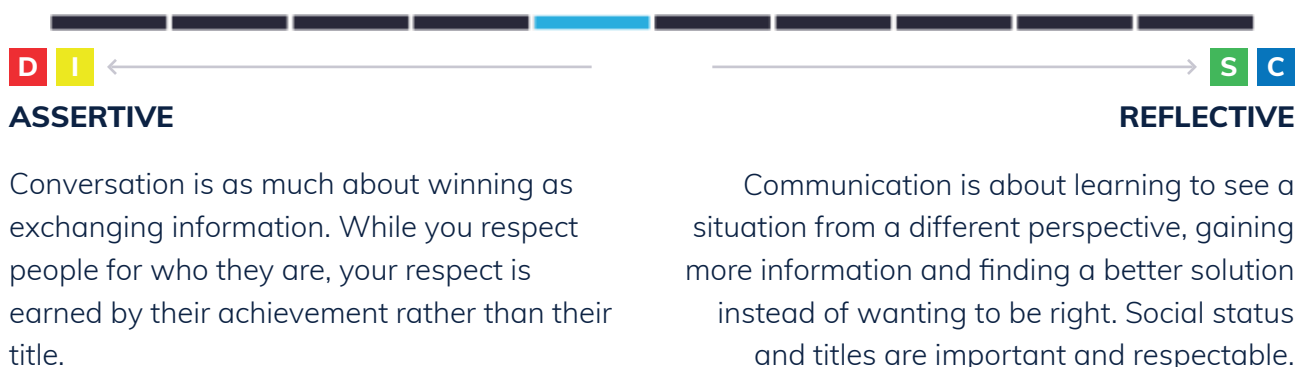 D I
S C
ASSERTIVE
REFLECTIVE
Conversation is as much about winning as
exchanging information. While you respect
people for who they are, your respect is
earned by their achievement rather than their
title.
Communication is about learning to see a
situation from a different perspective, gaining
more information and finding a better solution
instead of wanting to be right. Social status
and titles are important and respectable.